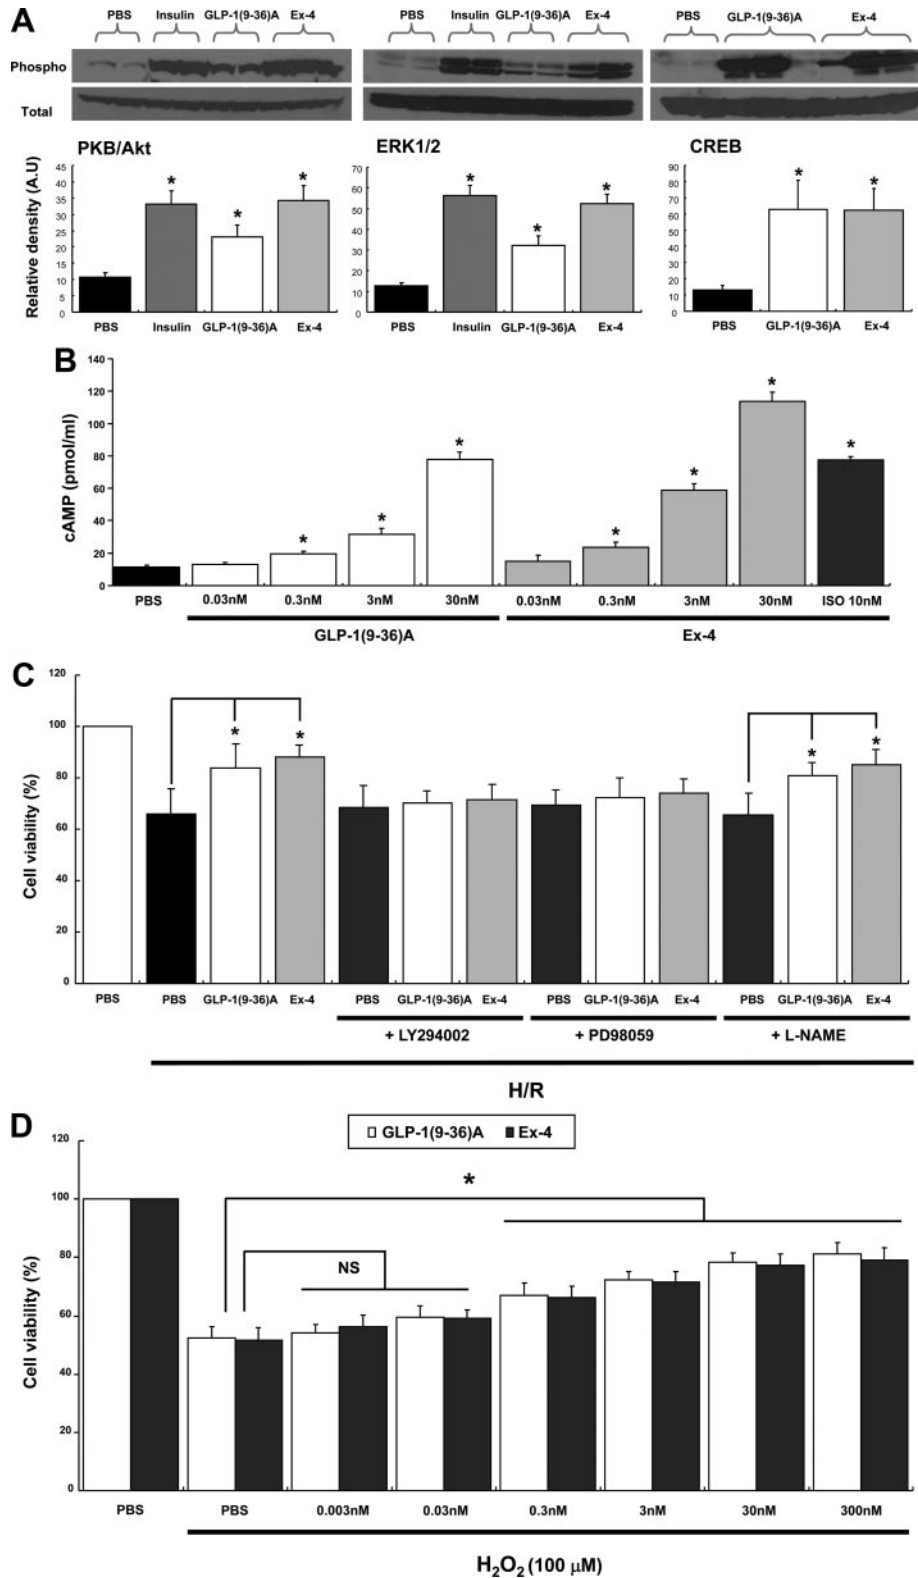 A
PBS Insulin GLP-1(9-36)A Ex-4 PBS Insulin GLP-1(9-36)A Ex-4 PBS GLP-1(9-36)A Ex-4
Phospho
Total
PKB/Akt ERK1/2 CREB
Relative density (A.U)
45
40
35
30
25
20
15
10
5
0
PBS Insulin GLP-1(9-36)A Ex-4
* * *
70
60
50
40
30
20
10
0
PBS Insulin GLP-1(9-36)A Ex-4
* * *
90
80
70
60
50
40
30
20
10
0
PBS GLP-1(9-36)A Ex-4
* *
B
cAMP (pmol/ml)
140
120
100
80
60
40
20
0
* * * * * * *
PBS 0.03nM 0.3nM 3nM 30nM 0.03nM 0.3nM 3nM 30nM ISO 10nM
GLP-1(9-36)A Ex-4
C
Cell viability (%)
120
100
80
60
40
20
0
* * * *
PBS PBS GLP-1(9-36)A Ex-4 PBS GLP-1(9-36)A Ex-4 PBS GLP-1(9-36)A Ex-4 PBS GLP-1(9-36)A Ex-4
+ LY294002 + PD98059 + L-NAME
H/R
D
GLP-1(9-36)A Ex-4
Cell viability (%)
120
100
80
60
40
20
0
*
NS
PBS PBS 0.003nM 0.03nM 0.3nM 3nM 30nM 300nM
H₂O₂ (100 µM)